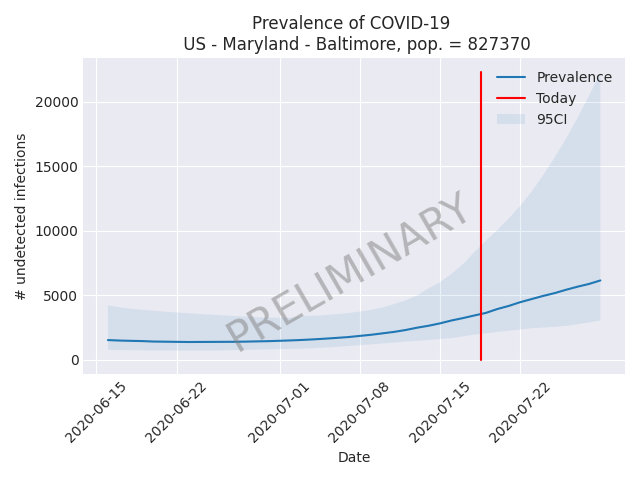 Prevalence of COVID-19
US - Maryland - Baltimore, pop. = 827370
Prevalence
Today
95CI
# undetected infections
20000
15000
10000
5000
0
PRELIMINARY
2020-06-15
2020-06-22
2020-07-01
2020-07-08
2020-07-15
2020-07-22
Date